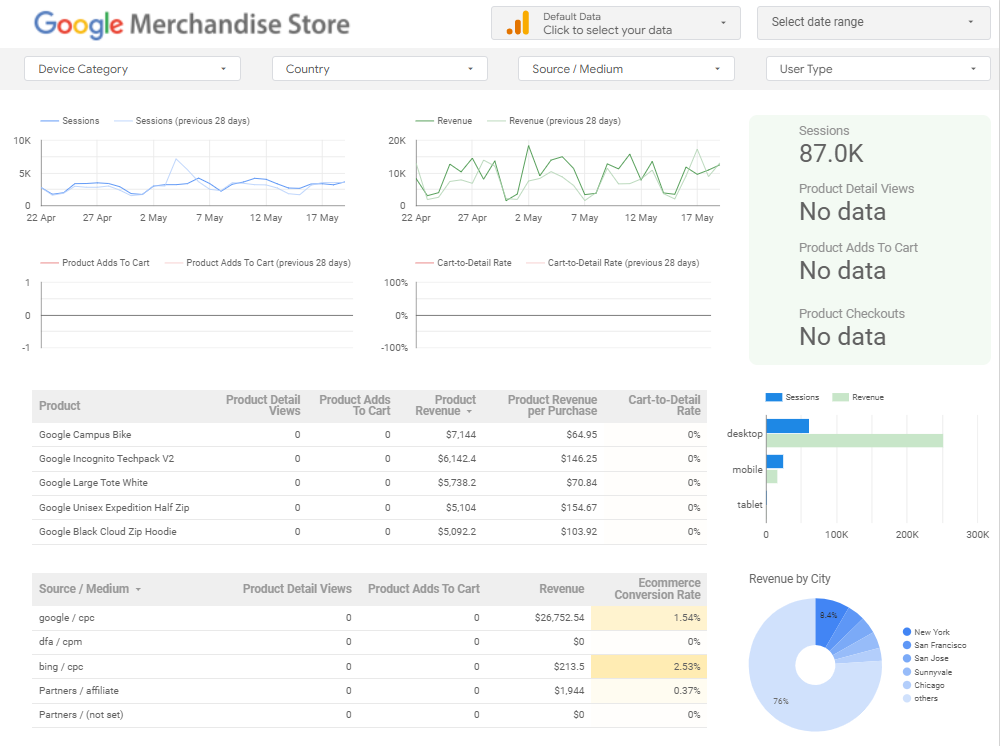 Google Merchandise Store
Default Data
Click to select your data
Select date range
Device Category
Country
Source / Medium
User Type
Sessions
Sessions (previous 28 days)
10K
5K
0
22 Apr 27 Apr 2 May 7 May 12 May 17 May
Revenue
Revenue (previous 28 days)
20K
10K
0
22 Apr 27 Apr 2 May 7 May 12 May 17 May
Sessions
87.0K
Product Detail Views
No data
Product Adds To Cart
No data
Product Checkouts
No data
Product Adds To Cart
Product Adds To Cart (previous 28 days)
1
0
-1
Cart-to-Detail Rate
Cart-to-Detail Rate (previous 28 days)
100%
0%
-100%
Product Product Detail Views Product Adds To Cart Product Revenue Product Revenue per Purchase Cart-to-Detail Rate
Google Campus Bike 0 0 $7,144 $64.95 0%
Google Incognito Techpack V2 0 0 $6,142.4 $146.25 0%
Google Large Tote White 0 0 $5,738.2 $70.84 0%
Google Unisex Expedition Half Zip 0 0 $5,104 $154.67 0%
Google Black Cloud Zip Hoodie 0 0 $5,092.2 $103.92 0%
Sessions
Revenue
desktop
mobile
tablet
0 100K 200K 300K
Source / Medium Product Detail Views Product Adds To Cart Revenue Ecommerce Conversion Rate
google / cpc 0 0 $26,752.54 1.54%
dfa / cpm 0 0 $0 0%
bing / cpc 0 0 $213.5 2.53%
Partners / affiliate 0 0 $1,944 0.37%
Partners / (not set) 0 0 $0 0%
Revenue by City
8.4%
76%
New York
San Francisco
San Jose
Sunnyvale
Chicago
others